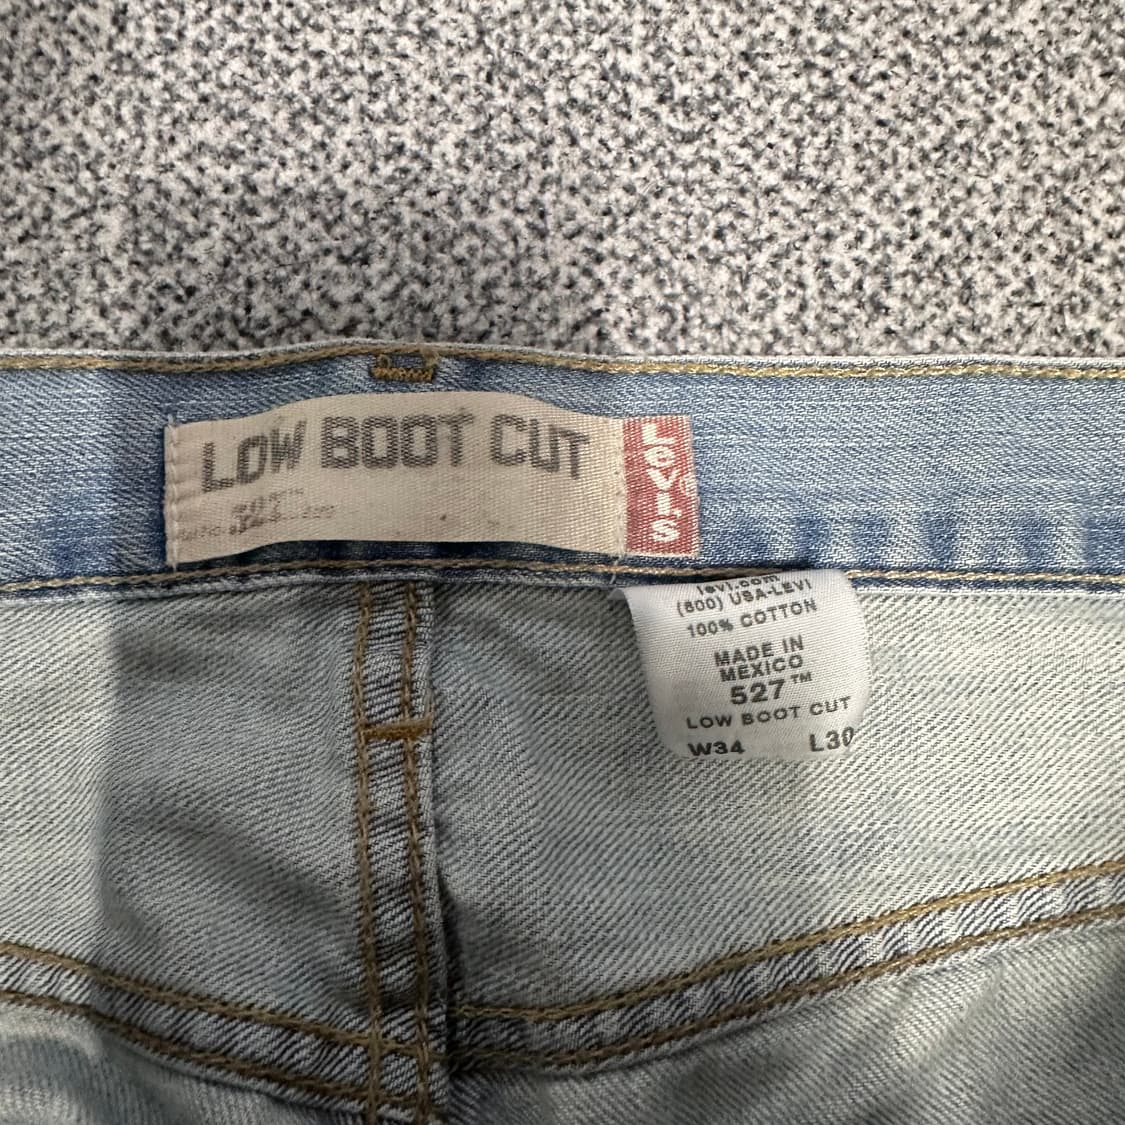 LOW BOOT CUT
LEVI'S
levi.com
(800) USA-LEVI
100% COTTON
MADE IN
MEXICO
527™
LOW BOOT CUT
W34 L30